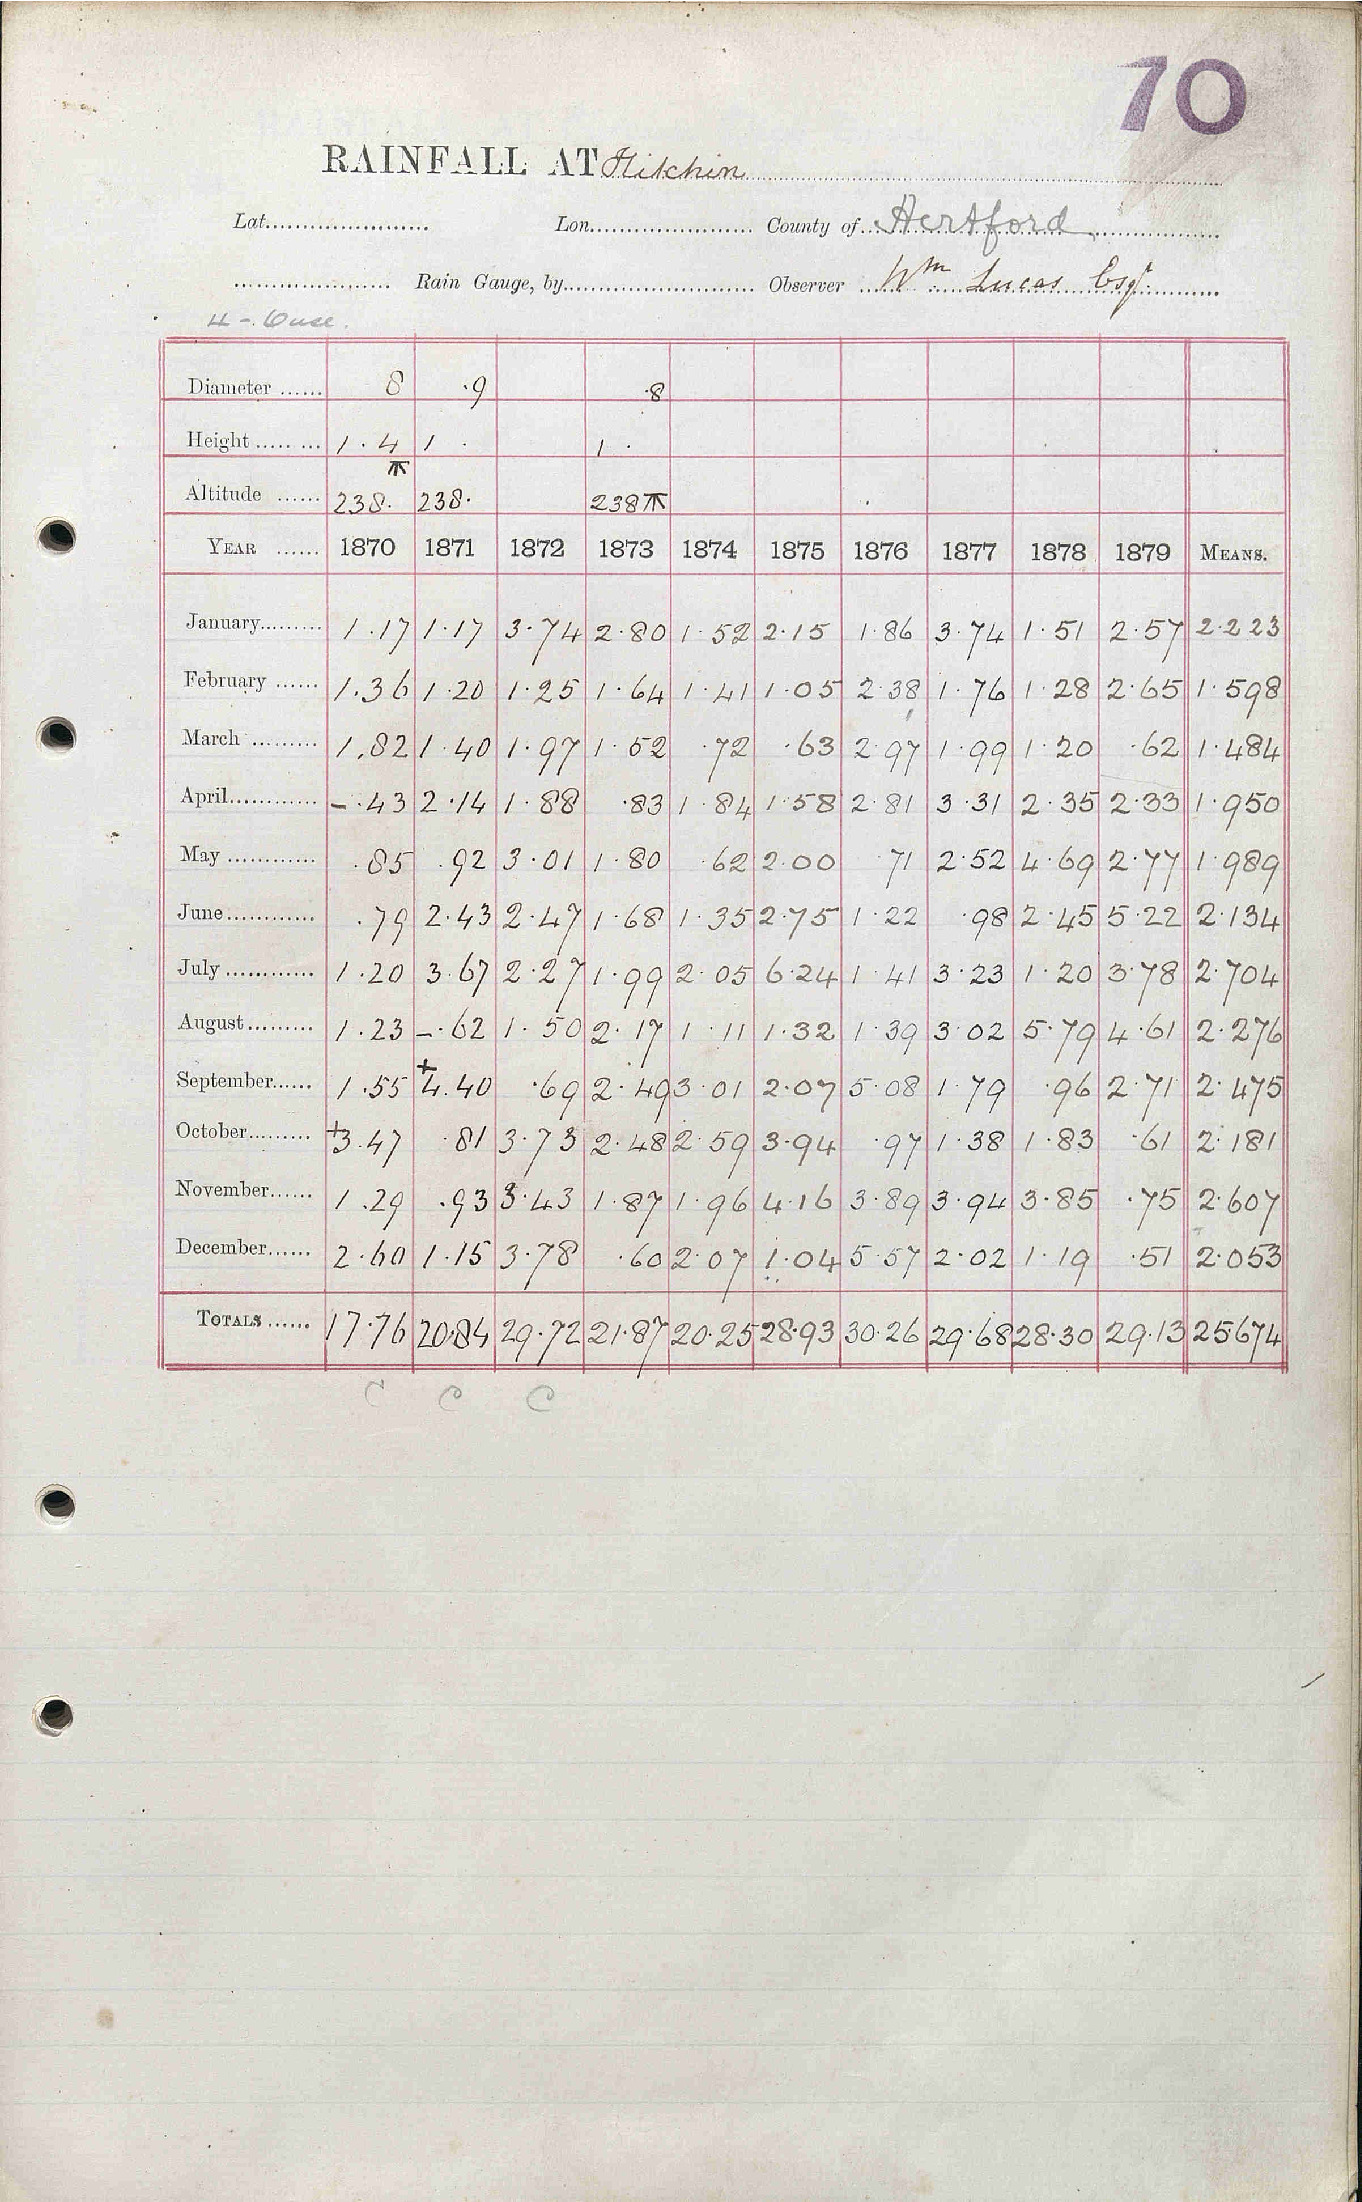 70
RAINFALL AT Hitchin
Lat...................... Lon...................... County of Hertford
..................... Rain Gauge, by......................... Observer Wm Lucas Esqr
4 - Ouse.
Diameter ...... 8 .9 .8
Height ..... ... 1 . 4 1 . 1 .
Altitude ...... 238. 238. 238
YEAR ...... 1870 1871 1872 1873 1874 1875 1876 1877 1878 1879 MEANS.
January......... 1.17 1.17 3.74 2.80 1.52 2.15 1.86 3.74 1.51 2.57 2.223
February ...... 1.36 1.20 1.25 1.64 1.41 1.05 2.38 1.76 1.28 2.65 1.598
March ......... 1.82 1.40 1.97 1.52 .72 .63 2.97 1.99 1.20 .62 1.484
April............ -.43 2.14 1.88 .83 1.84 1.58 2.81 3.31 2.35 2.33 1.950
May ............ .85 .92 3.01 1.80 .62 2.00 .71 2.52 4.69 2.77 1.989
June............ .79 2.43 2.47 1.68 1.35 2.75 1.22 .98 2.45 5.22 2.134
July ............ 1.20 3.67 2.27 1.99 2.05 6.24 1.41 3.23 1.20 3.78 2.704
August......... 1.23 -.62 1.50 2.17 1.11 1.32 1.39 3.02 5.79 4.61 2.276
September...... 1.55 +4.40 .69 2.49 3.01 2.07 5.08 1.79 .96 2.71 2.475
October......... +3.47 .81 3.73 2.48 2.59 3.94 .97 1.38 1.83 .61 2.181
November...... 1.29 .93 3.43 1.87 1.96 4.16 3.89 3.94 3.85 .75 2.607
December...... 2.60 1.15 3.78 .60 2.07 1.04 5.57 2.02 1.19 .51 2.053
TOTALS ...... 17.76 20.84 29.72 21.87 20.25 28.93 30.26 29.68 28.30 29.13 25.674
C C C